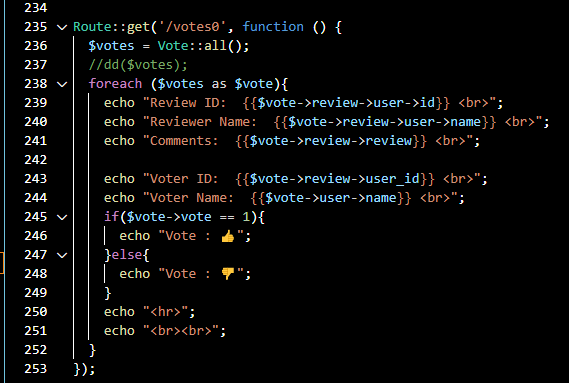 234
235 Route::get('/votes0', function () {
236   $votes = Vote::all();
237   //dd($votes);
238   foreach ($votes as $vote){
239     echo "Review ID:  {{$vote->review->user->id}} <br>";
240     echo "Reviewer Name:  {{$vote->review->user->name}} <br>";
241     echo "Comments:  {{$vote->review->review}} <br>";
242
243     echo "Voter ID:  {{$vote->review->user_id}} <br>";
244     echo "Voter Name:  {{$vote->user->name}} <br>";
245     if($vote->vote == 1){
246       echo "Vote : 👍";
247     }else{
248       echo "Vote : 👎";
249     }
250     echo "<hr>";
251     echo "<br><br>";
252   }
253 });